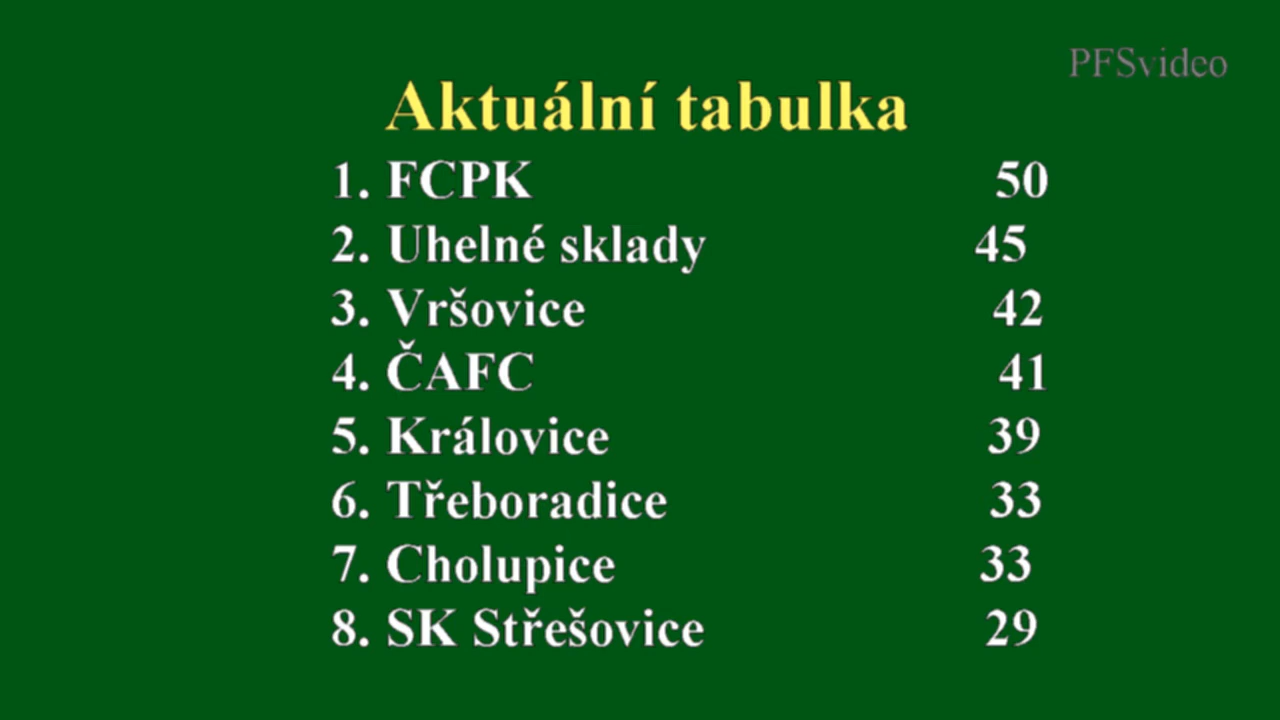 PFSvideo
Aktuální tabulka
1. FCPK 50
2. Uhelné sklady 45
3. Vršovice 42
4. ČAFC 41
5. Královice 39
6. Třeboradice 33
7. Cholupice 33
8. SK Střešovice 29